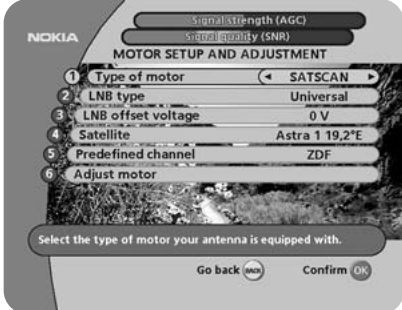 Signal strength (AGC)
NOKIA
Signal quality (SNR)
MOTOR SETUP AND ADJUSTMENT
1 Type of motor SATSCAN
2 LNB type Universal
3 LNB offset voltage 0 V
4 Satellite Astra 1 19,2°E
5 Predefined channel ZDF
6 Adjust motor
Select the type of motor your antenna is equipped with.
Go back BACK Confirm OK